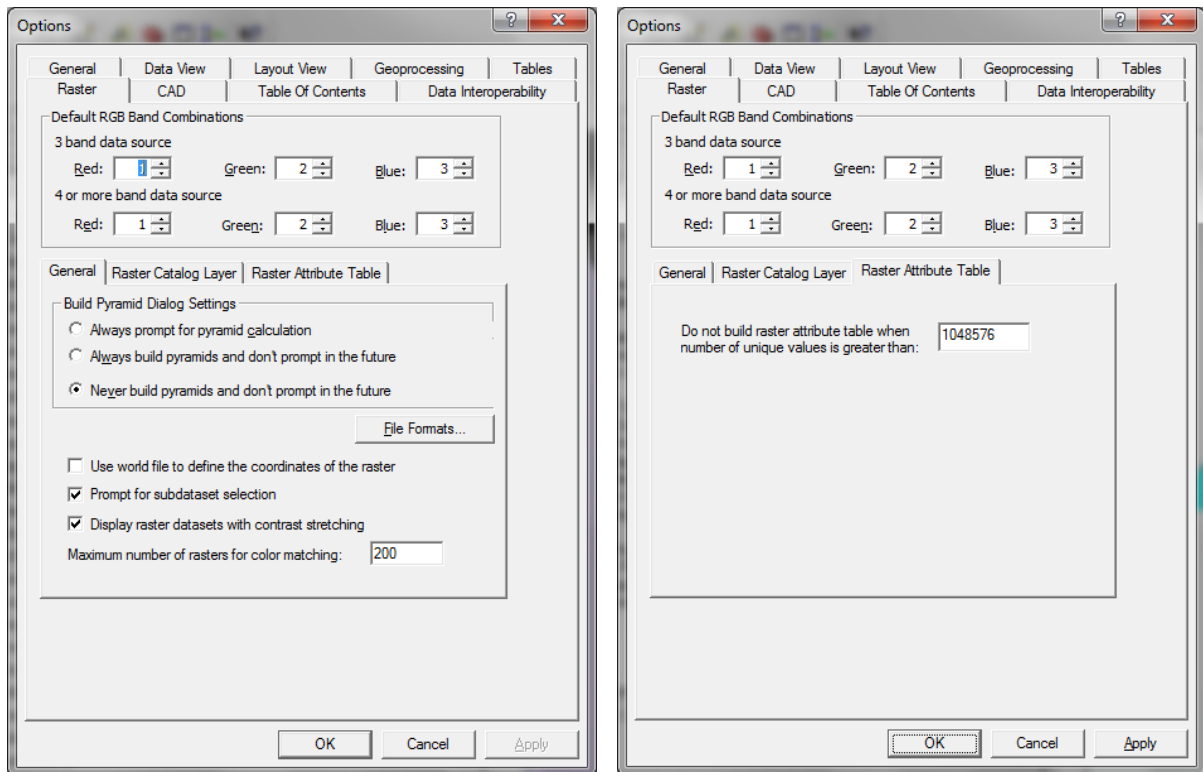 Options
General Data View Layout View Geoprocessing Tables
Raster CAD Table Of Contents Data Interoperability
Default RGB Band Combinations
3 band data source
Red: 1 Green: 2 Blue: 3
4 or more band data source
Red: 1 Green: 2 Blue: 3
General Raster Catalog Layer Raster Attribute Table
Build Pyramid Dialog Settings
Always prompt for pyramid calculation
Always build pyramids and don't prompt in the future
Never build pyramids and don't prompt in the future
File Formats...
Use world file to define the coordinates of the raster
Prompt for subdataset selection
Display raster datasets with contrast stretching
Maximum number of rasters for color matching: 200
OK Cancel Apply
Options
General Data View Layout View Geoprocessing Tables
Raster CAD Table Of Contents Data Interoperability
Default RGB Band Combinations
3 band data source
Red: 1 Green: 2 Blue: 3
4 or more band data source
Red: 1 Green: 2 Blue: 3
General Raster Catalog Layer Raster Attribute Table
Do not build raster attribute table when
number of unique values is greater than: 1048576
OK Cancel Apply